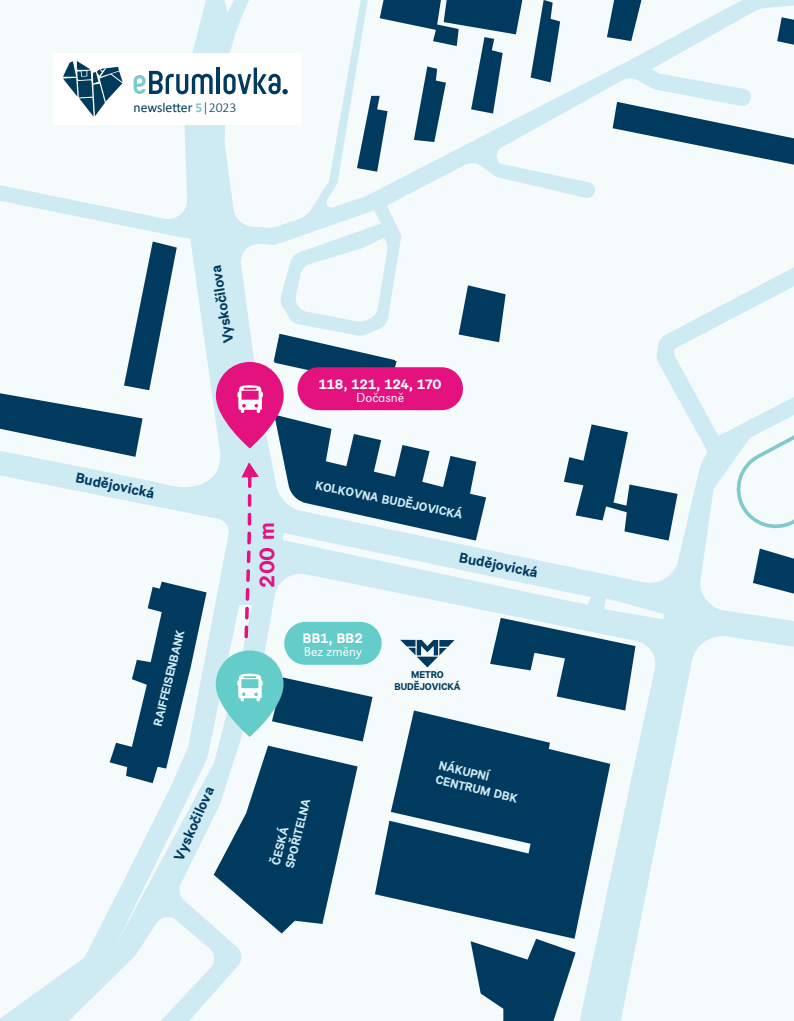 eBrumlovka.
newsletter 5|2023
Vyskočilova
118, 121, 124, 170
Dočasně
Budějovická
KOLKOVNA BUDĚJOVICKÁ
200 m
Budějovická
BB1, BB2
Bez změny
METRO
BUDĚJOVICKÁ
RAIFFEISENBANK
NÁKUPNÍ
CENTRUM DBK
Vyskočilova
ČESKÁ
SPOŘITELNA